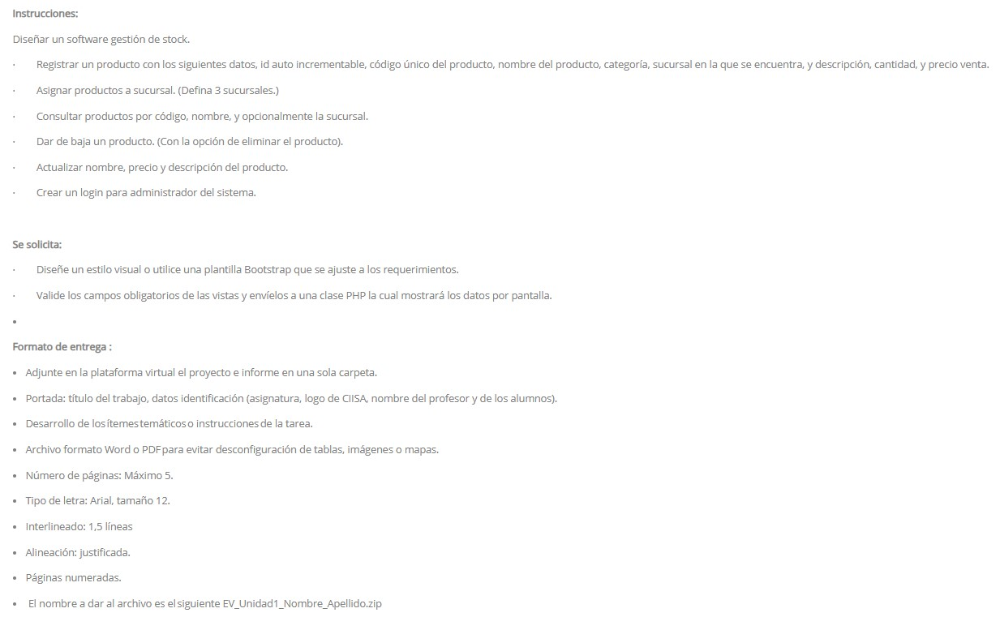 Instrucciones:
Diseñar un software gestión de stock.
· Registrar un producto con los siguientes datos, id auto incrementable, código único del producto, nombre del producto, categoría, sucursal en la que se encuentra, y descripción, cantidad, y precio venta.
· Asignar productos a sucursal. (Defina 3 sucursales.)
· Consultar productos por código, nombre, y opcionalmente la sucursal.
· Dar de baja un producto. (Con la opción de eliminar el producto).
· Actualizar nombre, precio y descripción del producto.
· Crear un login para administrador del sistema.
Se solicita:
· Diseñe un estilo visual o utilice una plantilla Bootstrap que se ajuste a los requerimientos.
· Valide los campos obligatorios de las vistas y envíelos a una clase PHP la cual mostrará los datos por pantalla.
•
Formato de entrega :
• Adjunte en la plataforma virtual el proyecto e informe en una sola carpeta.
• Portada: título del trabajo, datos identificación (asignatura, logo de CIISA, nombre del profesor y de los alumnos).
• Desarrollo de los ítemes temáticos o instrucciones de la tarea.
• Archivo formato Word o PDF para evitar desconfiguración de tablas, imágenes o mapas.
• Número de páginas: Máximo 5.
• Tipo de letra: Arial, tamaño 12.
• Interlineado: 1,5 líneas
• Alineación: justificada.
• Páginas numeradas.
• El nombre a dar al archivo es el siguiente EV_Unidad1_Nombre_Apellido.zip